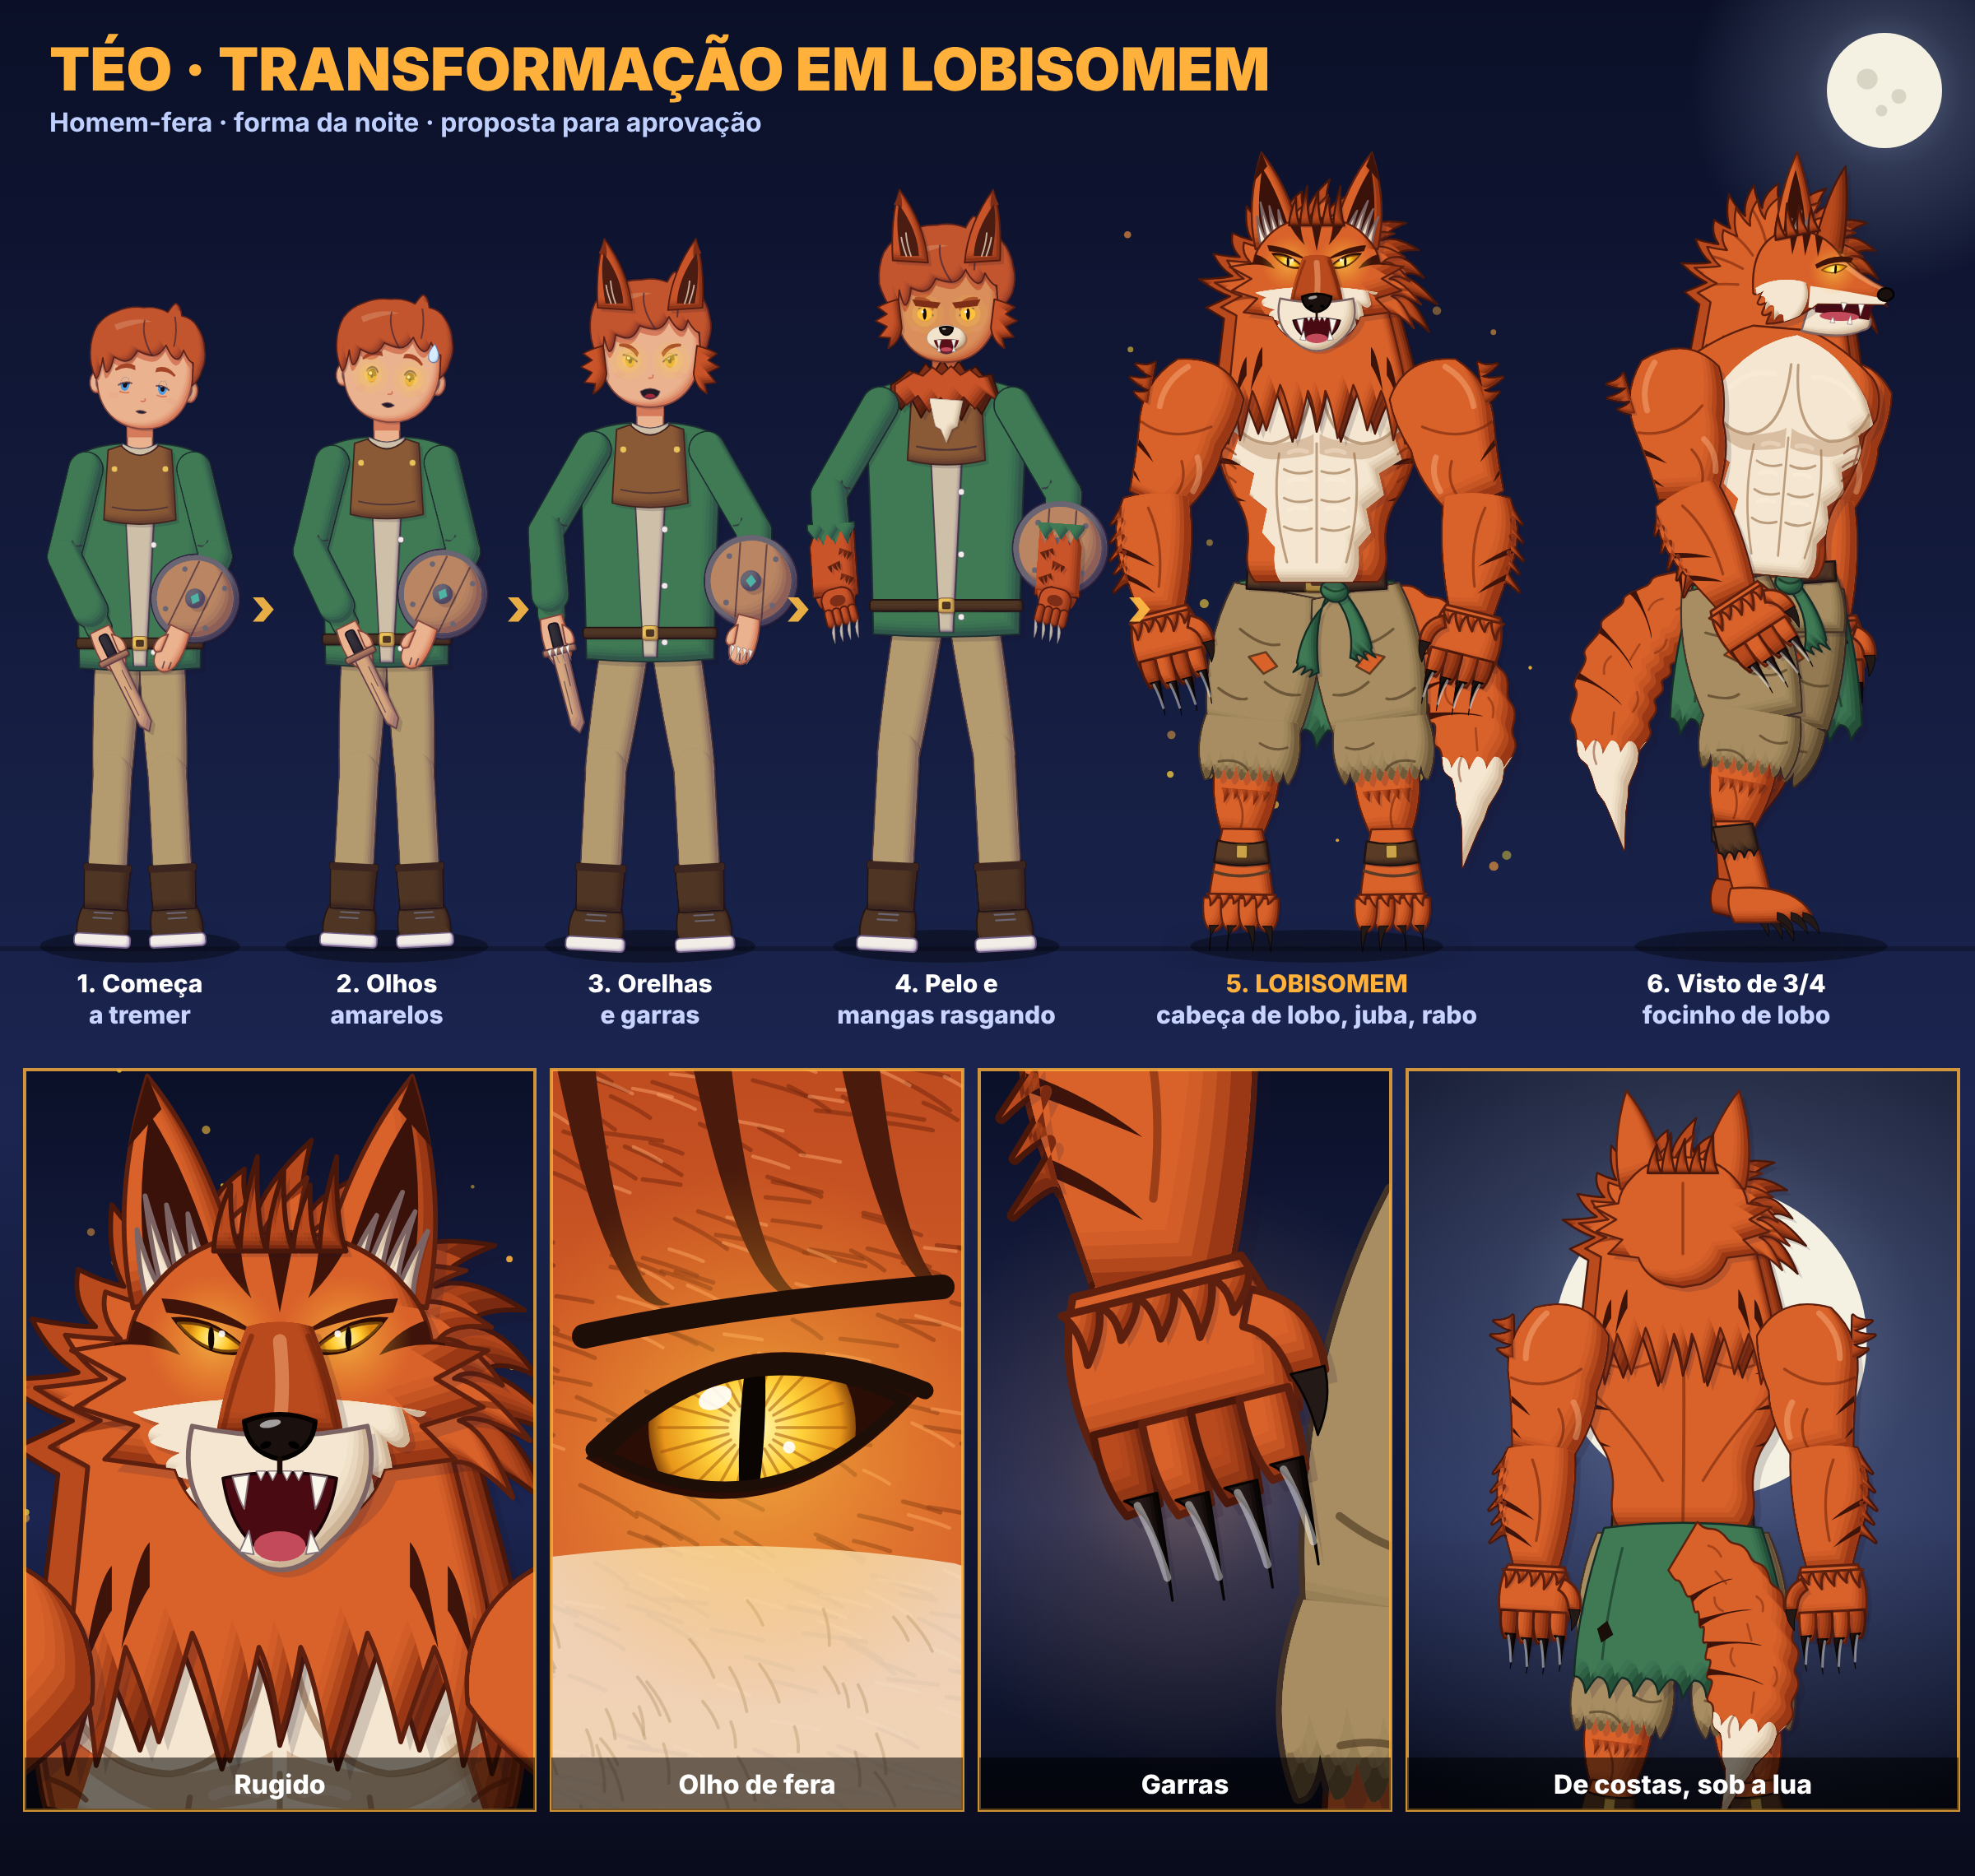 TÉO · TRANSFORMAÇÃO EM LOBISOMEM
Homem-fera · forma da noite · proposta para aprovação
1. Começa
a tremer
2. Olhos
amarelos
3. Orelhas
e garras
4. Pelo e
mangas rasgando
5. LOBISOMEM
cabeça de lobo, juba, rabo
6. Visto de 3/4
focinho de lobo
Rugido
Olho de fera
Garras
De costas, sob a lua